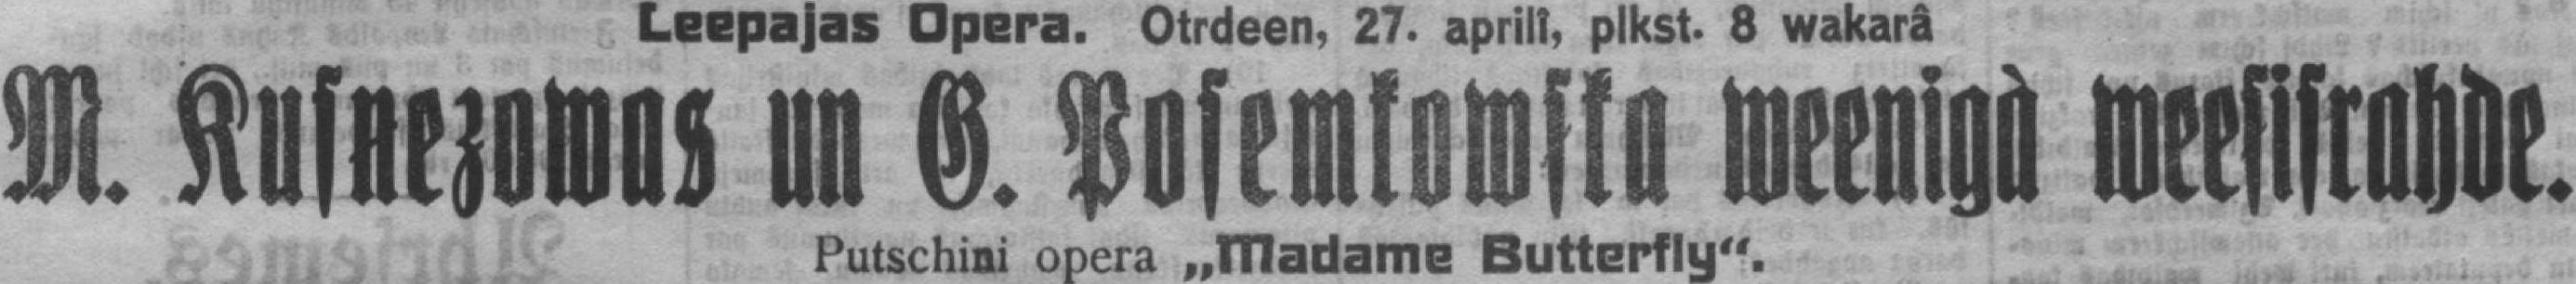 Leepajas Opera. Otrdeen, 27. aprilî, plkst. 8 wakarâ
M. Kuſnezowas un G. Poſemkowſka weenigà weeſiſrahde.
Putschini opera „Madame Butterfly“.